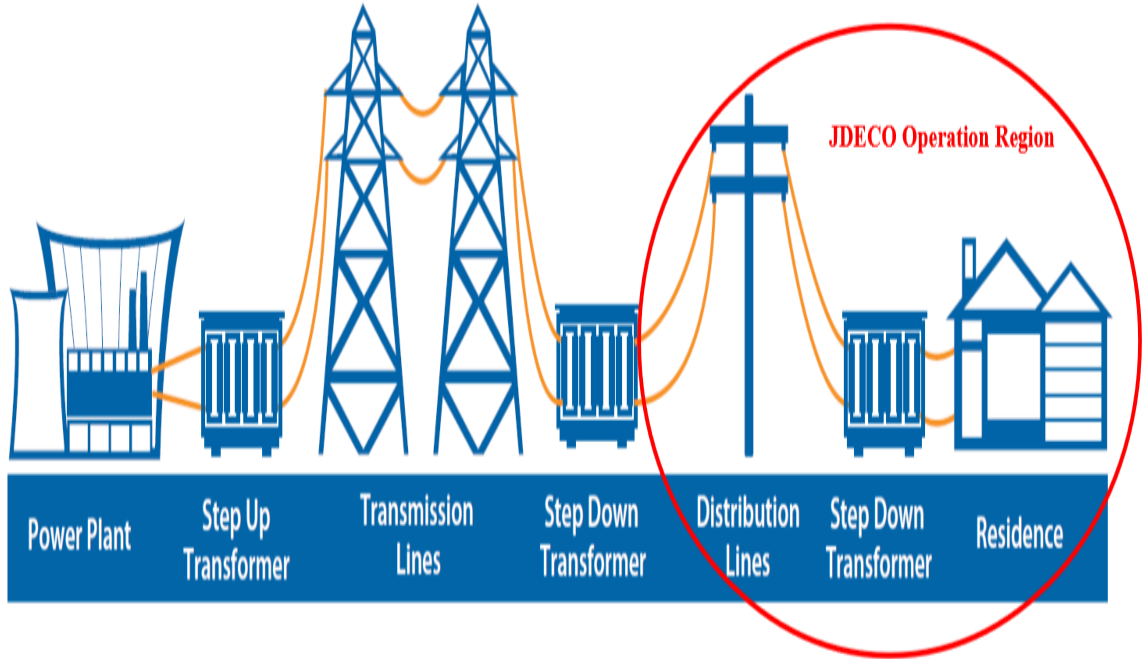 JDECO Operation Region
Power Plant
Step Up
Transformer
Transmission
Lines
Step Down
Transformer
Distribution
Lines
Step Down
Transformer
Residence